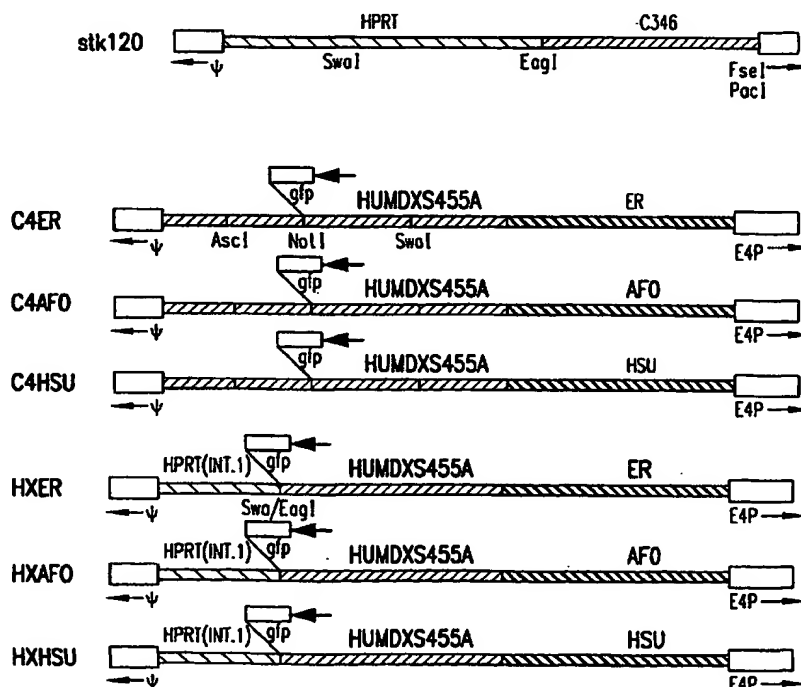 HPRT C346
stk120
ψ SwaI EagI FseI
PacI
gfp HUMDXS455A ER
C4ER
ψ AscI NotI SwaI E4P
gfp HUMDXS455A AFO
C4AFO
ψ E4P
gfp HUMDXS455A HSU
C4HSU
ψ E4P
HPRT(INT.1) gfp HUMDXS455A ER
HXER
ψ Swa/EagI E4P
HPRT(INT.1) gfp HUMDXS455A AFO
HXAFO
ψ E4P
HPRT(INT.1) gfp HUMDXS455A HSU
HXHSU
ψ E4P